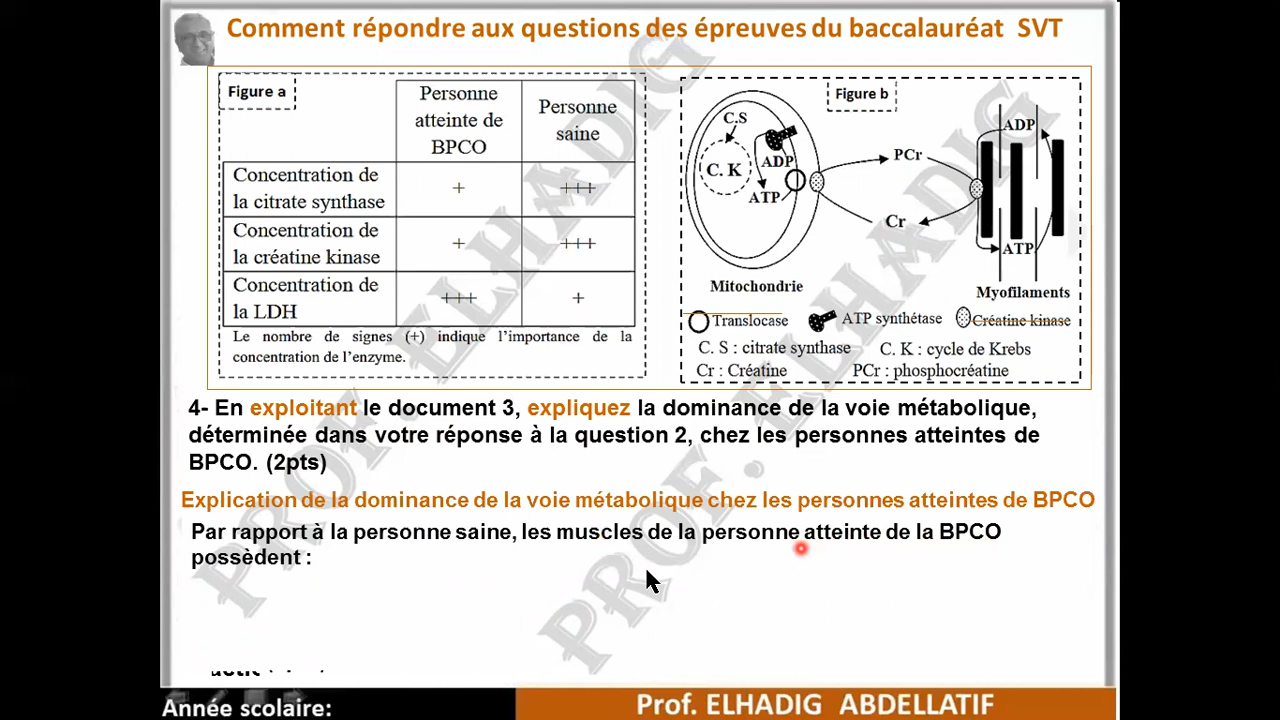 Comment répondre aux questions des épreuves du baccalauréat SVT
Figure a
Personne
atteinte de
BPCO
Personne
saine
Concentration de
la citrate synthase
+
+++
Concentration de
la créatine kinase
+
+++
Concentration de
la LDH
+++
+
Le nombre de signes (+) indique l'importance de la
concentration de l'enzyme.
Figure b
C.S
C. K
ADP
ATP
PCr
Cr
ADP
ATP
Mitochondrie
Myofilaments
Translocase
ATP synthétase
Créatine kinase
C. S : citrate synthase
C. K : cycle de Krebs
Cr : Créatine
PCr : phosphocréatine
4- En exploitant le document 3, expliquez la dominance de la voie métabolique,
déterminée dans votre réponse à la question 2, chez les personnes atteintes de
BPCO. (2pts)
Explication de la dominance de la voie métabolique chez les personnes atteintes de BPCO
Par rapport à la personne saine, les muscles de la personne atteinte de la BPCO
possèdent :
PROF. ELHADIG
PROF. ELHADIG
Année scolaire:
Prof. ELHADIG ABDELLATIF